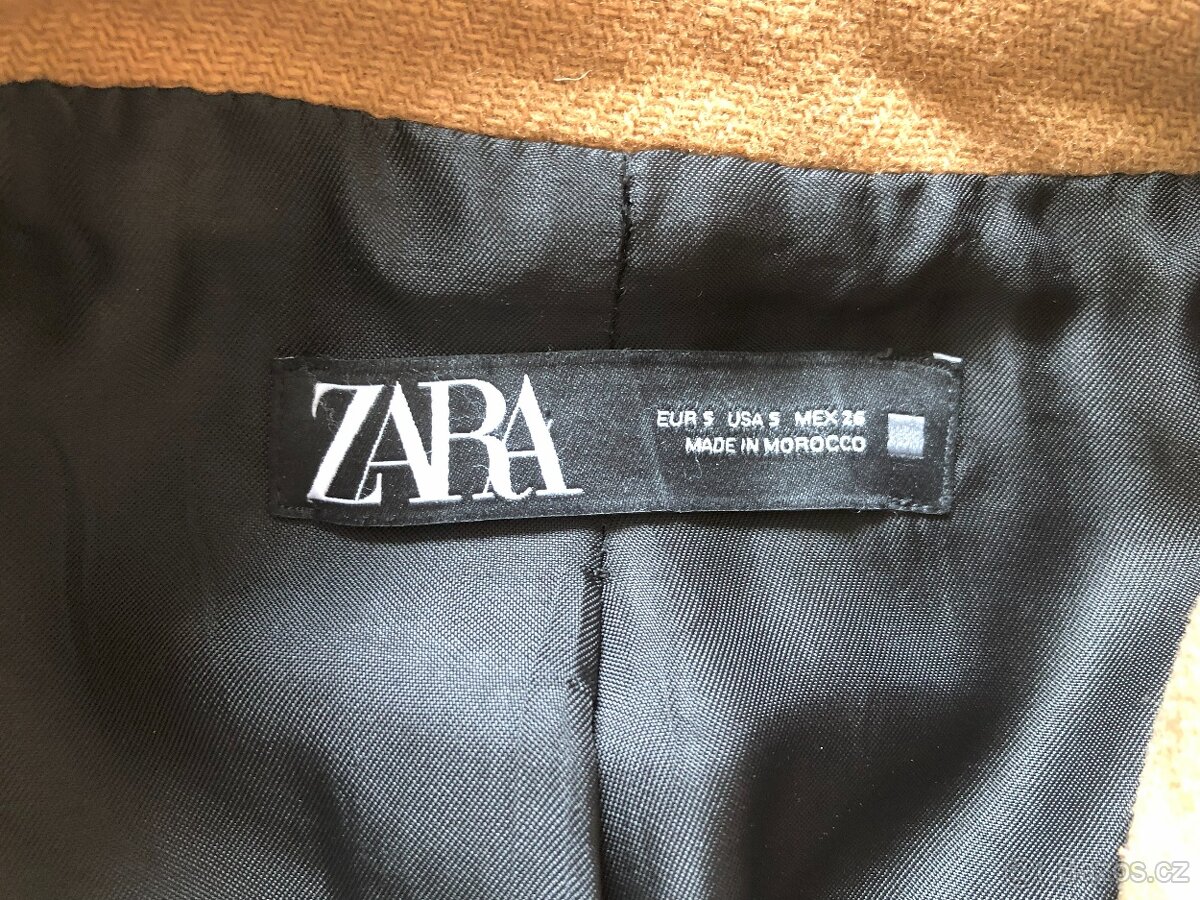 ZARA
EUR S USA S MEX 26
MADE IN MOROCCO